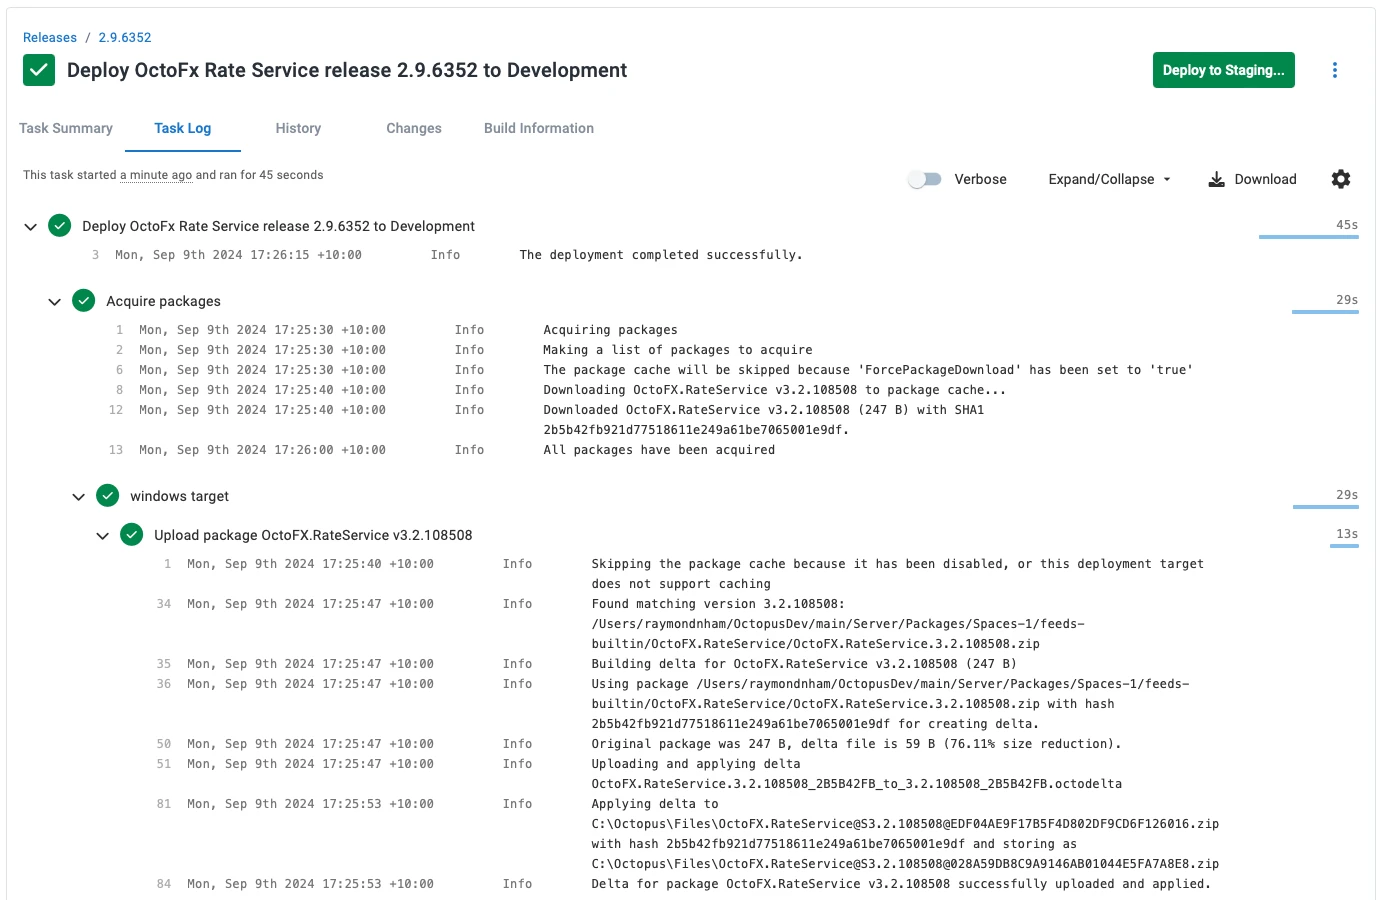 Releases / 2.9.6352
Deploy OctoFx Rate Service release 2.9.6352 to Development
Deploy to Staging...
Task Summary Task Log History Changes Build Information
This task started a minute ago and ran for 45 seconds
Verbose Expand/Collapse Download
Deploy OctoFx Rate Service release 2.9.6352 to Development 45s
3 Mon, Sep 9th 2024 17:26:15 +10:00 Info The deployment completed successfully.
Acquire packages 29s
1 Mon, Sep 9th 2024 17:25:30 +10:00 Info Acquiring packages
2 Mon, Sep 9th 2024 17:25:30 +10:00 Info Making a list of packages to acquire
6 Mon, Sep 9th 2024 17:25:30 +10:00 Info The package cache will be skipped because 'ForcePackageDownload' has been set to 'true'
8 Mon, Sep 9th 2024 17:25:40 +10:00 Info Downloading OctoFX.RateService v3.2.108508 to package cache...
12 Mon, Sep 9th 2024 17:25:40 +10:00 Info Downloaded OctoFX.RateService v3.2.108508 (247 B) with SHA1
2b5b42fb921d77518611e249a61be7065001e9df.
13 Mon, Sep 9th 2024 17:26:00 +10:00 Info All packages have been acquired
windows target 29s
Upload package OctoFX.RateService v3.2.108508 13s
1 Mon, Sep 9th 2024 17:25:40 +10:00 Info Skipping the package cache because it has been disabled, or this deployment target
does not support caching
34 Mon, Sep 9th 2024 17:25:47 +10:00 Info Found matching version 3.2.108508:
/Users/raymondnham/OctopusDev/main/Server/Packages/Spaces-1/feeds-
builtin/OctoFX.RateService/OctoFX.RateService.3.2.108508.zip
35 Mon, Sep 9th 2024 17:25:47 +10:00 Info Building delta for OctoFX.RateService v3.2.108508 (247 B)
36 Mon, Sep 9th 2024 17:25:47 +10:00 Info Using package /Users/raymondnham/OctopusDev/main/Server/Packages/Spaces-1/feeds-
builtin/OctoFX.RateService/OctoFX.RateService.3.2.108508.zip with hash
2b5b42fb921d77518611e249a61be7065001e9df for creating delta.
50 Mon, Sep 9th 2024 17:25:47 +10:00 Info Original package was 247 B, delta file is 59 B (76.11% size reduction).
51 Mon, Sep 9th 2024 17:25:47 +10:00 Info Uploading and applying delta
OctoFX.RateService.3.2.108508_2B5B42FB_to_3.2.108508_2B5B42FB.octodelta
81 Mon, Sep 9th 2024 17:25:53 +10:00 Info Applying delta to
C:\Octopus\Files\OctoFX.RateService@S3.2.108508@EDF04AE9F17B5F4D802DF9CD6F126016.zip
with hash 2b5b42fb921d77518611e249a61be7065001e9df and storing as
C:\Octopus\Files\OctoFX.RateService@S3.2.108508@028A59DB8C9A9146AB01044E5FA7A8E8.zip
84 Mon, Sep 9th 2024 17:25:53 +10:00 Info Delta for package OctoFX.RateService v3.2.108508 successfully uploaded and applied.